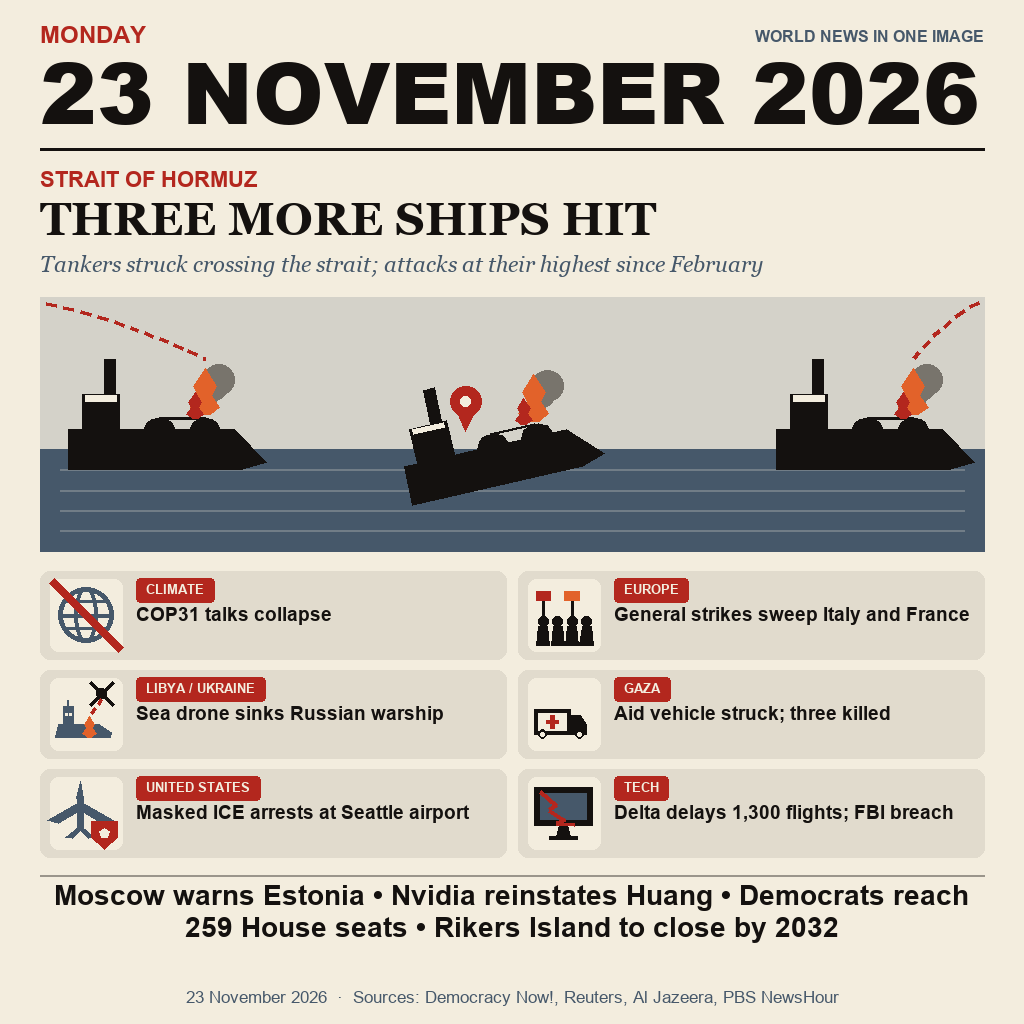 MONDAY
WORLD NEWS IN ONE IMAGE
23 NOVEMBER 2026
STRAIT OF HORMUZ
THREE MORE SHIPS HIT
Tankers struck crossing the strait; attacks at their highest since February
CLIMATE
COP31 talks collapse
EUROPE
General strikes sweep Italy and France
LIBYA / UKRAINE
Sea drone sinks Russian warship
GAZA
Aid vehicle struck; three killed
UNITED STATES
Masked ICE arrests at Seattle airport
TECH
Delta delays 1,300 flights; FBI breach
Moscow warns Estonia • Nvidia reinstates Huang • Democrats reach
259 House seats • Rikers Island to close by 2032
23 November 2026 · Sources: Democracy Now!, Reuters, Al Jazeera, PBS NewsHour